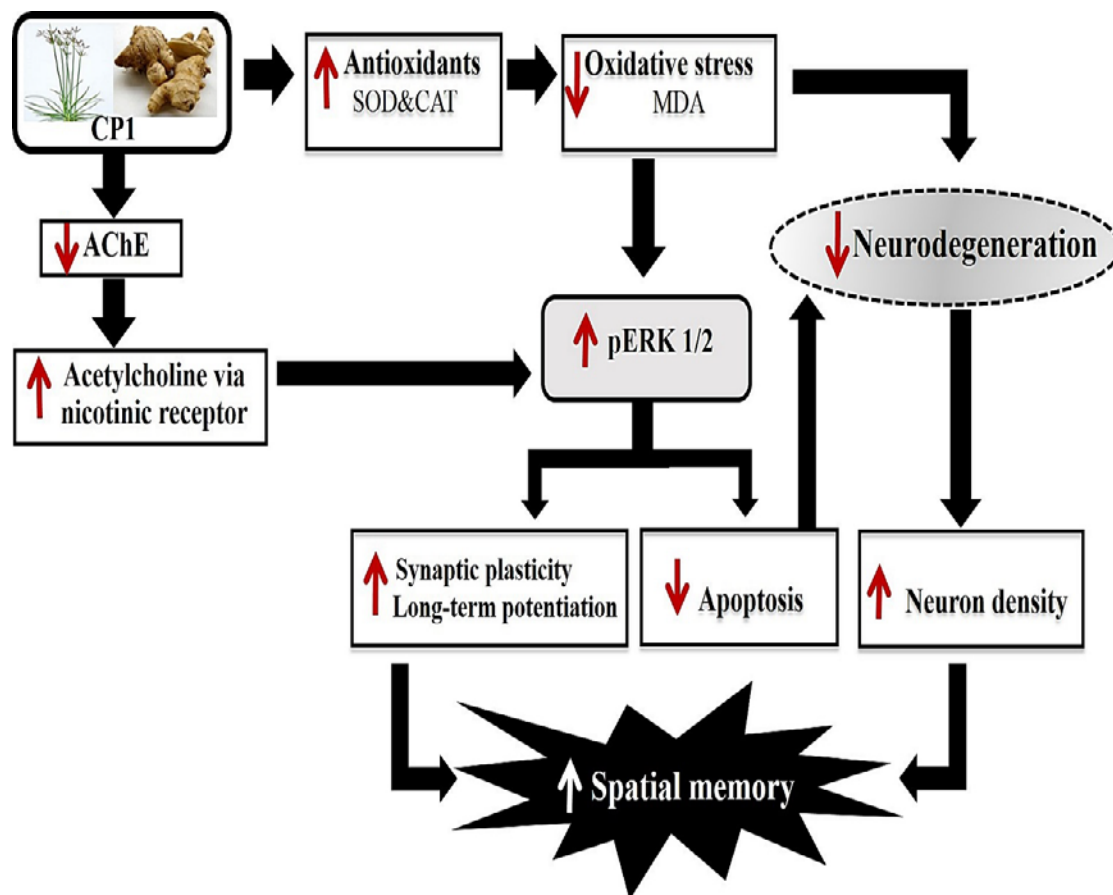 CP1
Antioxidants
SOD&CAT
Oxidative stress
MDA
AChE
Neurodegeneration
Acetylcholine via
nicotinic receptor
pERK 1/2
Synaptic plasticity
Long-term potentiation
Apoptosis
Neuron density
Spatial memory